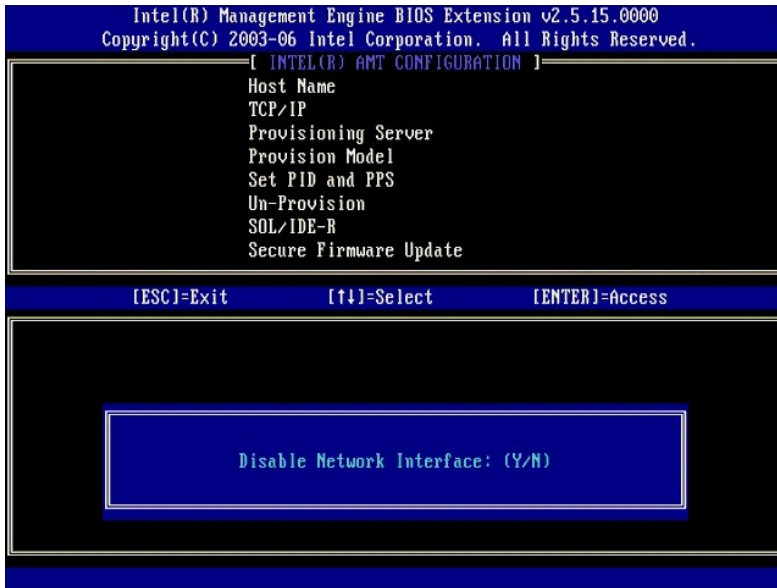 Intel(R) Management Engine BIOS Extension v2.5.15.0000
Copyright(C) 2003-06 Intel Corporation. All Rights Reserved.
[ INTEL(R) AMT CONFIGURATION ]
Host Name
TCP/IP
Provisioning Server
Provision Model
Set PID and PPS
Un-Provision
SOL/IDE-R
Secure Firmware Update
[ESC]=Exit [↑↓]=Select [ENTER]=Access
Disable Network Interface: (Y/N)